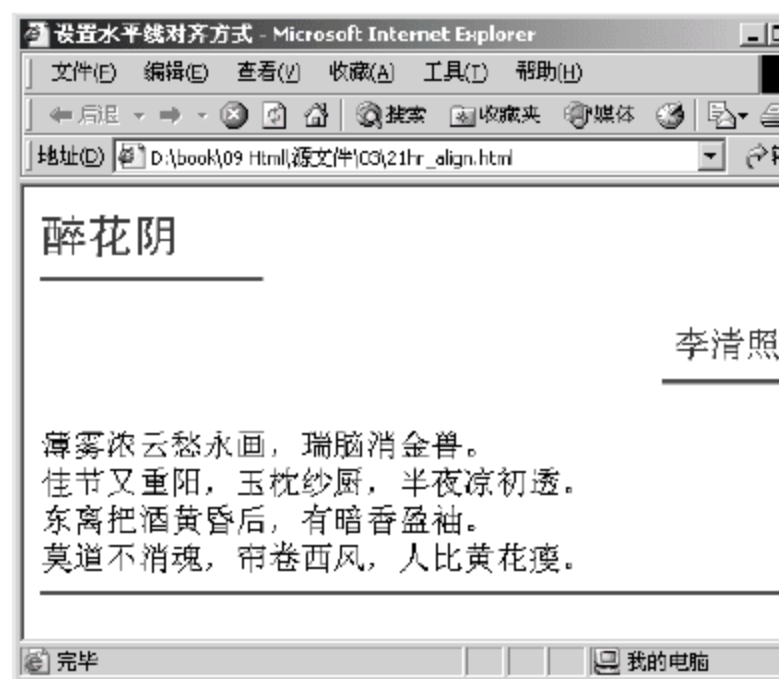 设置水平线对齐方式 - Microsoft Internet Explorer
文件(F) 编辑(E) 查看(V) 收藏(A) 工具(T) 帮助(H)
后退 搜索 收藏夹 媒体
地址(D) D:\book\09 Html\源文件\03\21hr_align.html
醉花阴
李清照
薄雾浓云愁永画，瑞脑消金兽。
佳节又重阳，玉枕纱厨，半夜凉初透。
东离把酒黄昏后，有暗香盈袖。
莫道不消魂，帘卷西风，人比黄花瘦。
完毕 我的电脑